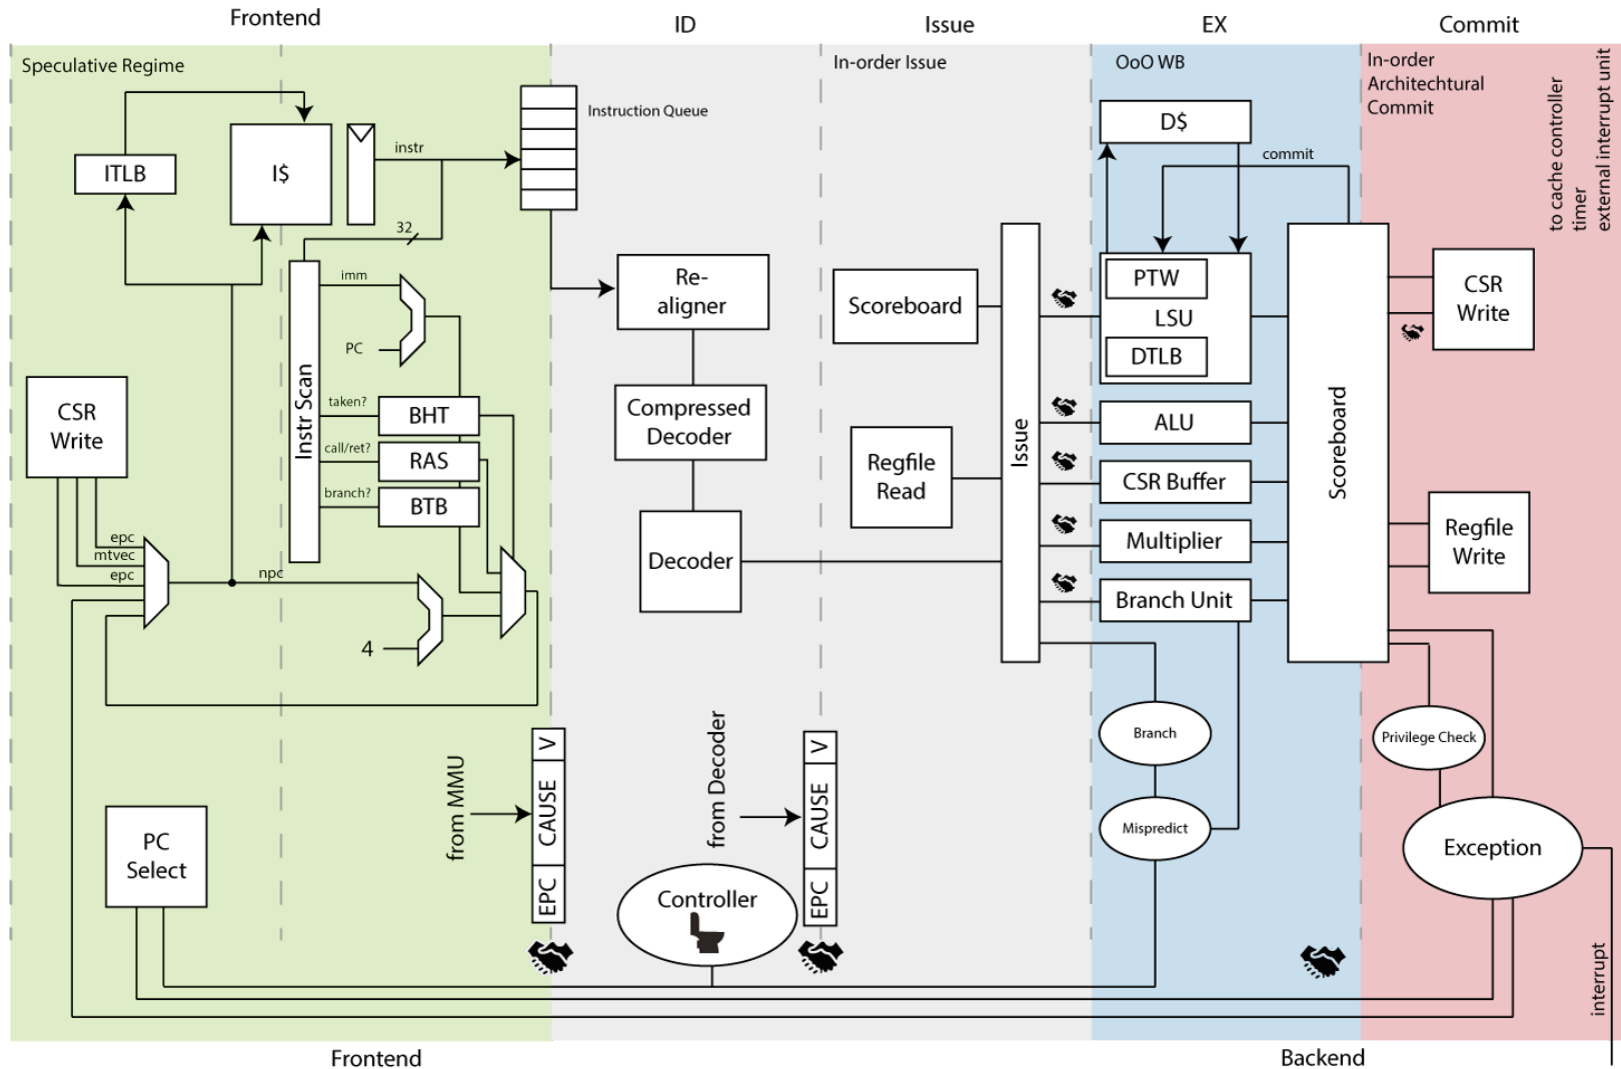 Frontend
ID
Issue
EX
Commit
Speculative Regime
In-order Issue
OoO WB
In-order
Architechtural
Commit
to cache controller
timer
external interrupt unit
Instruction Queue
ITLB
I$
instr
32
D$
commit
imm
PC
Instr Scan
taken?
BHT
call/ret?
RAS
branch?
BTB
CSR
Write
epc
mtvec
epc
npc
4
Re-
aligner
Compressed
Decoder
Decoder
Scoreboard
Regfile
Read
Issue
PTW
LSU
DTLB
ALU
CSR Buffer
Multiplier
Branch Unit
Scoreboard
CSR
Write
Regfile
Write
Branch
Mispredict
Privilege Check
Exception
interrupt
PC
Select
from MMU
V
CAUSE
EPC
from Decoder
V
CAUSE
EPC
Controller
Frontend
Backend